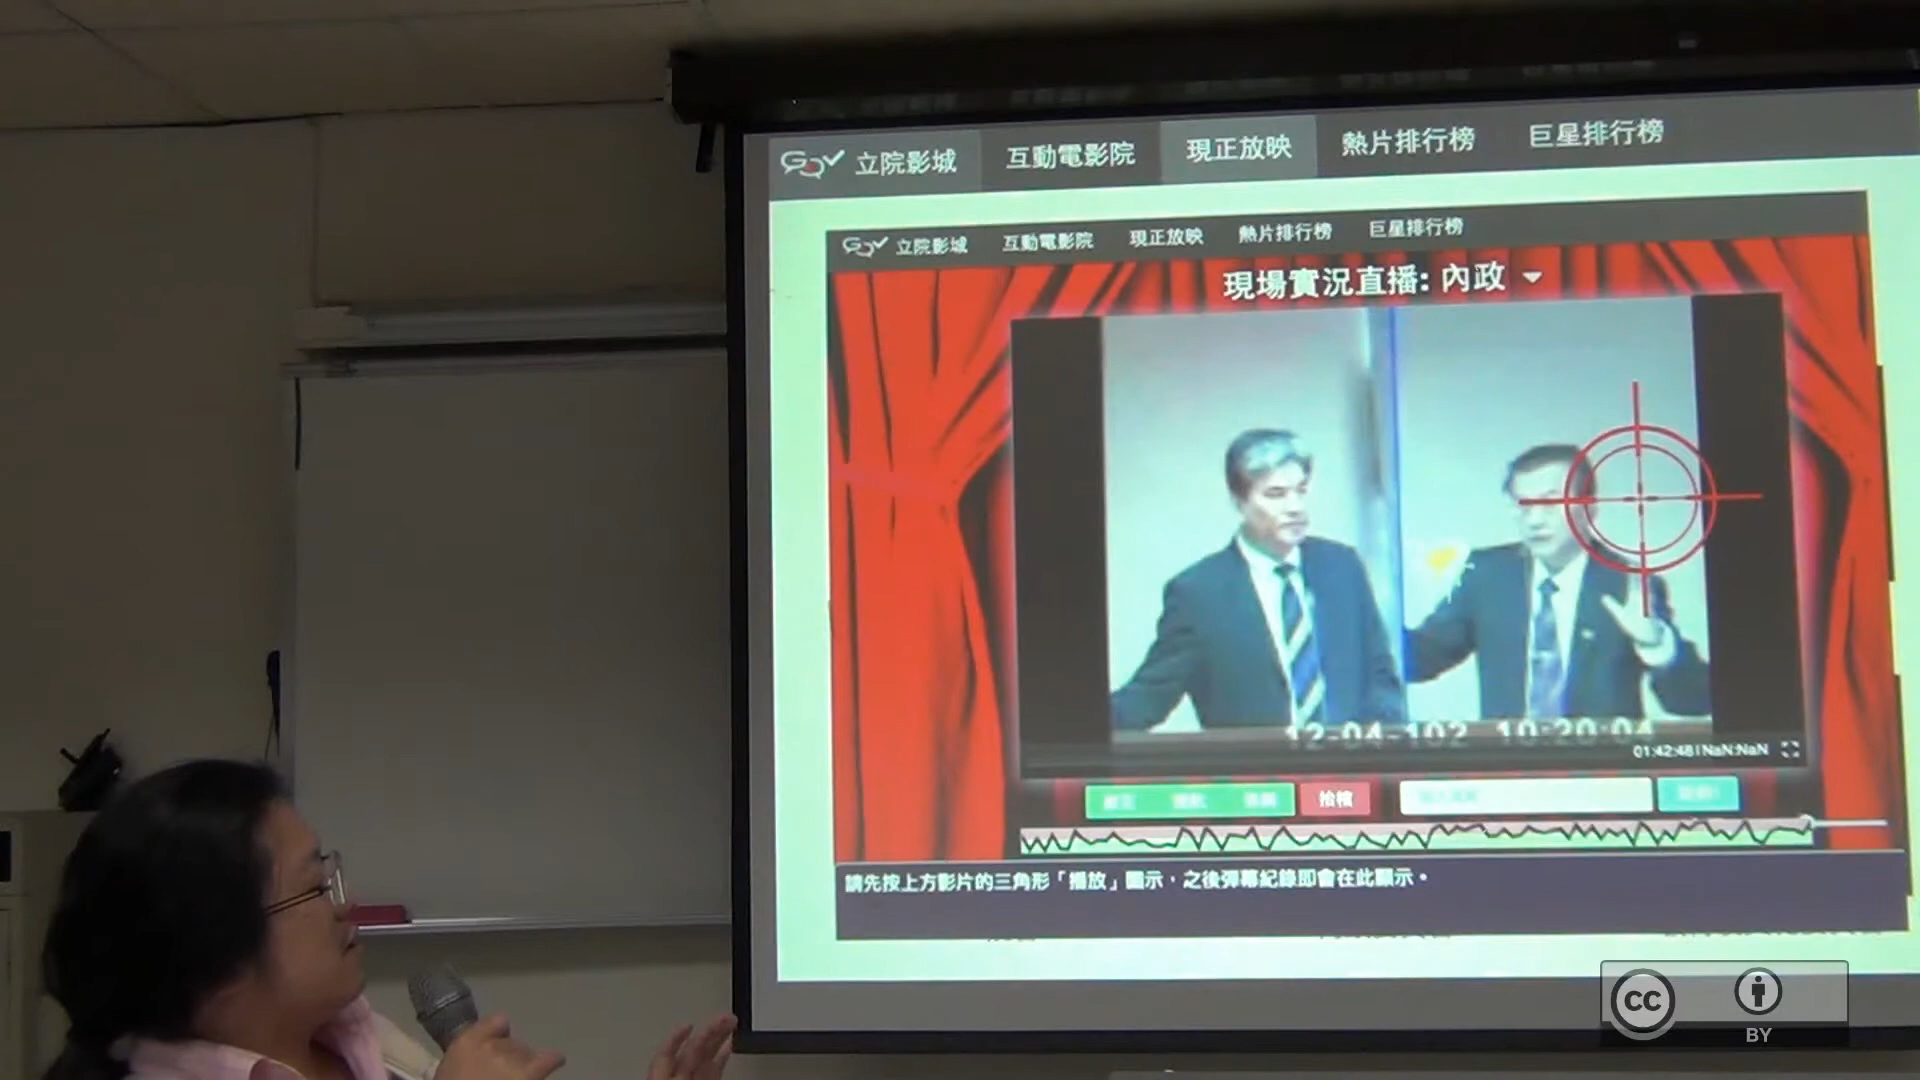 G0V 立院影城 互動電影院 現正放映 熱片排行榜 巨星排行榜
G0V 立院影城 互動電影院 現正放映 熱片排行榜 巨星排行榜
現場實況直播: 內政
12-04-102 10:20:04
01:42:48 | NaN:NaN
拾檳
請先按上方影片的三角形「播放」圖示，之後彈幕紀錄即會在此顯示。
CC
BY